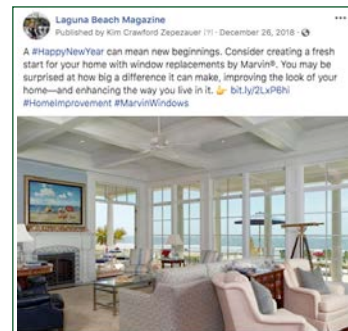 Laguna Beach Magazine
Published by Kim Crawford Zepezauer [?] · December 26, 2018 ·
A #HappyNewYear can mean new beginnings. Consider creating a fresh
start for your home with window replacements by Marvin®. You may be
surprised at how big a difference it can make, improving the look of your
home—and enhancing the way you live in it. 👉 bit.ly/2LxP6hi
#HomeImprovement #MarvinWindows